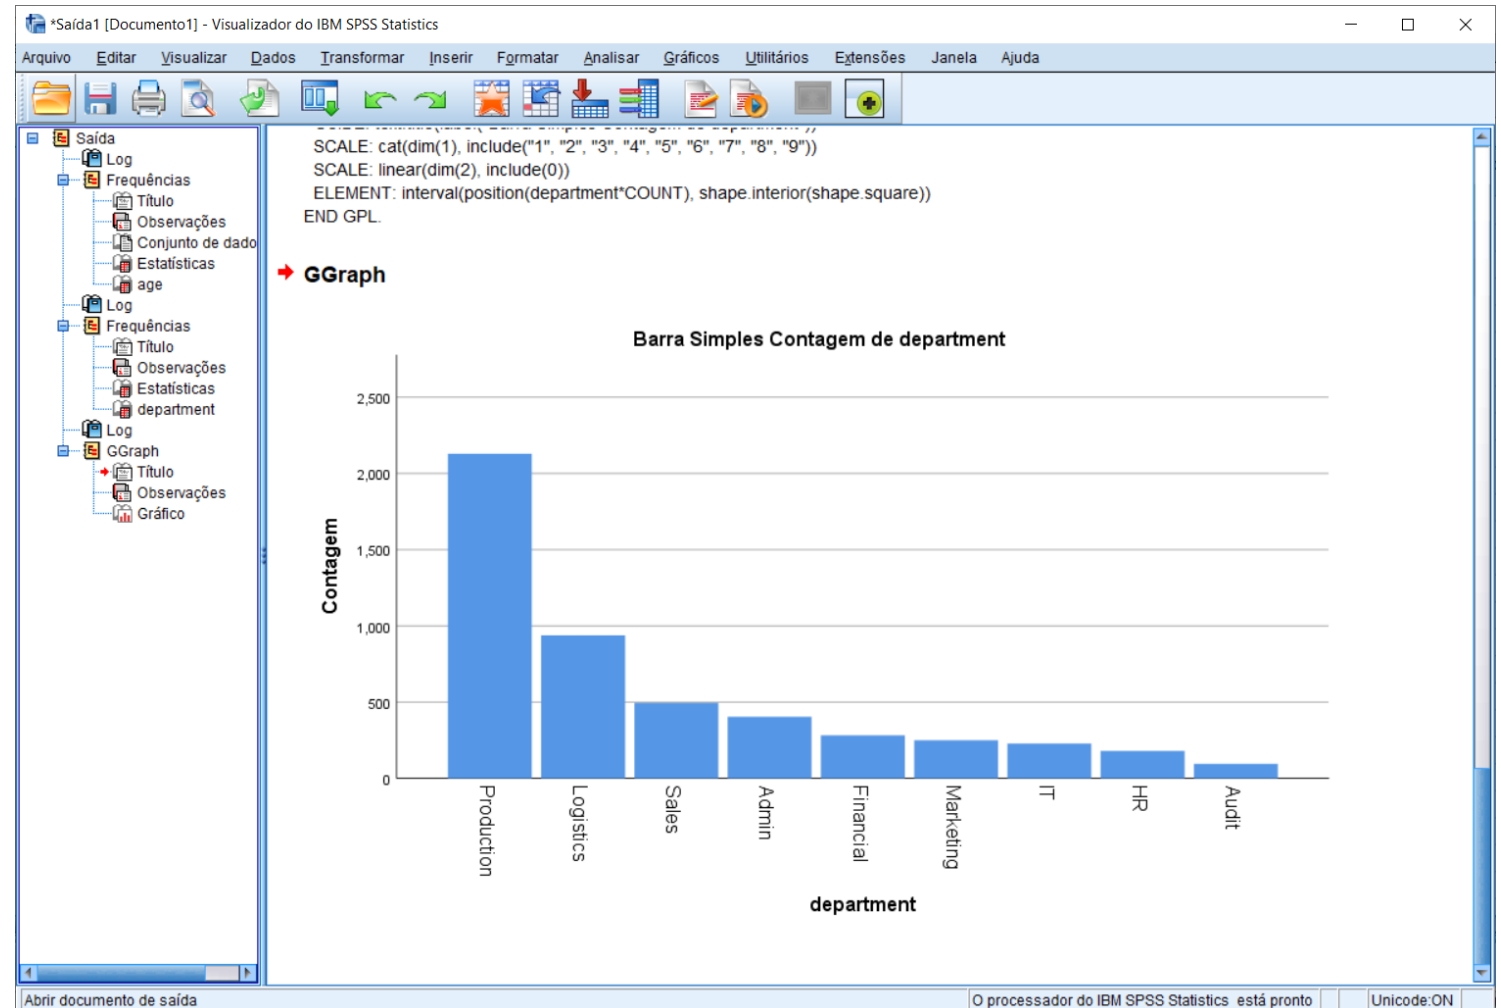 *Saída1 [Documento1] - Visualizador do IBM SPSS Statistics
Arquivo Editar Visualizar Dados Transformar Inserir Formatar Analisar Gráficos Utilitários Extensões Janela Ajuda
Saída
Log
Frequências
Título
Observações
Conjunto de dado
Estatísticas
age
Log
Frequências
Título
Observações
Estatísticas
department
Log
GGraph
Título
Observações
Gráfico
SCALE: cat(dim(1), include("1", "2", "3", "4", "5", "6", "7", "8", "9"))
SCALE: linear(dim(2), include(0))
ELEMENT: interval(position(department*COUNT), shape.interior(shape.square))
END GPL.
GGraph
Barra Simples Contagem de department
Contagem
2,500
2,000
1,500
1,000
500
0
Production
Logistics
Sales
Admin
Financial
Marketing
IT
HR
Audit
department
Abrir documento de saída
O processador do IBM SPSS Statistics está pronto
Unicode:ON